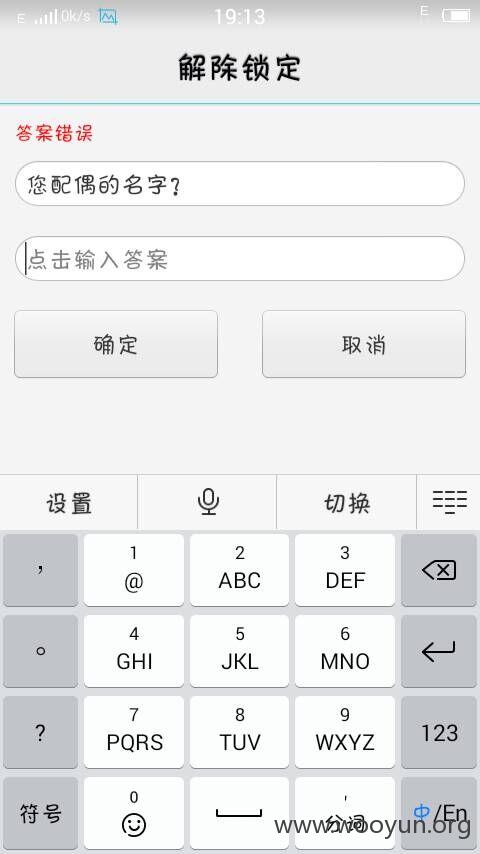 E 0k/s 19:13 E
解除锁定
答案错误
您配偶的名字?
点击输入答案
确定 取消
设置 切换
, 1 2 3
@ ABC DEF
。 4 5 6
GHI JKL MNO
? 7 8 9 123
PQRS TUV WXYZ
符号 0 ' 分词 中/En
www.wooyun.org